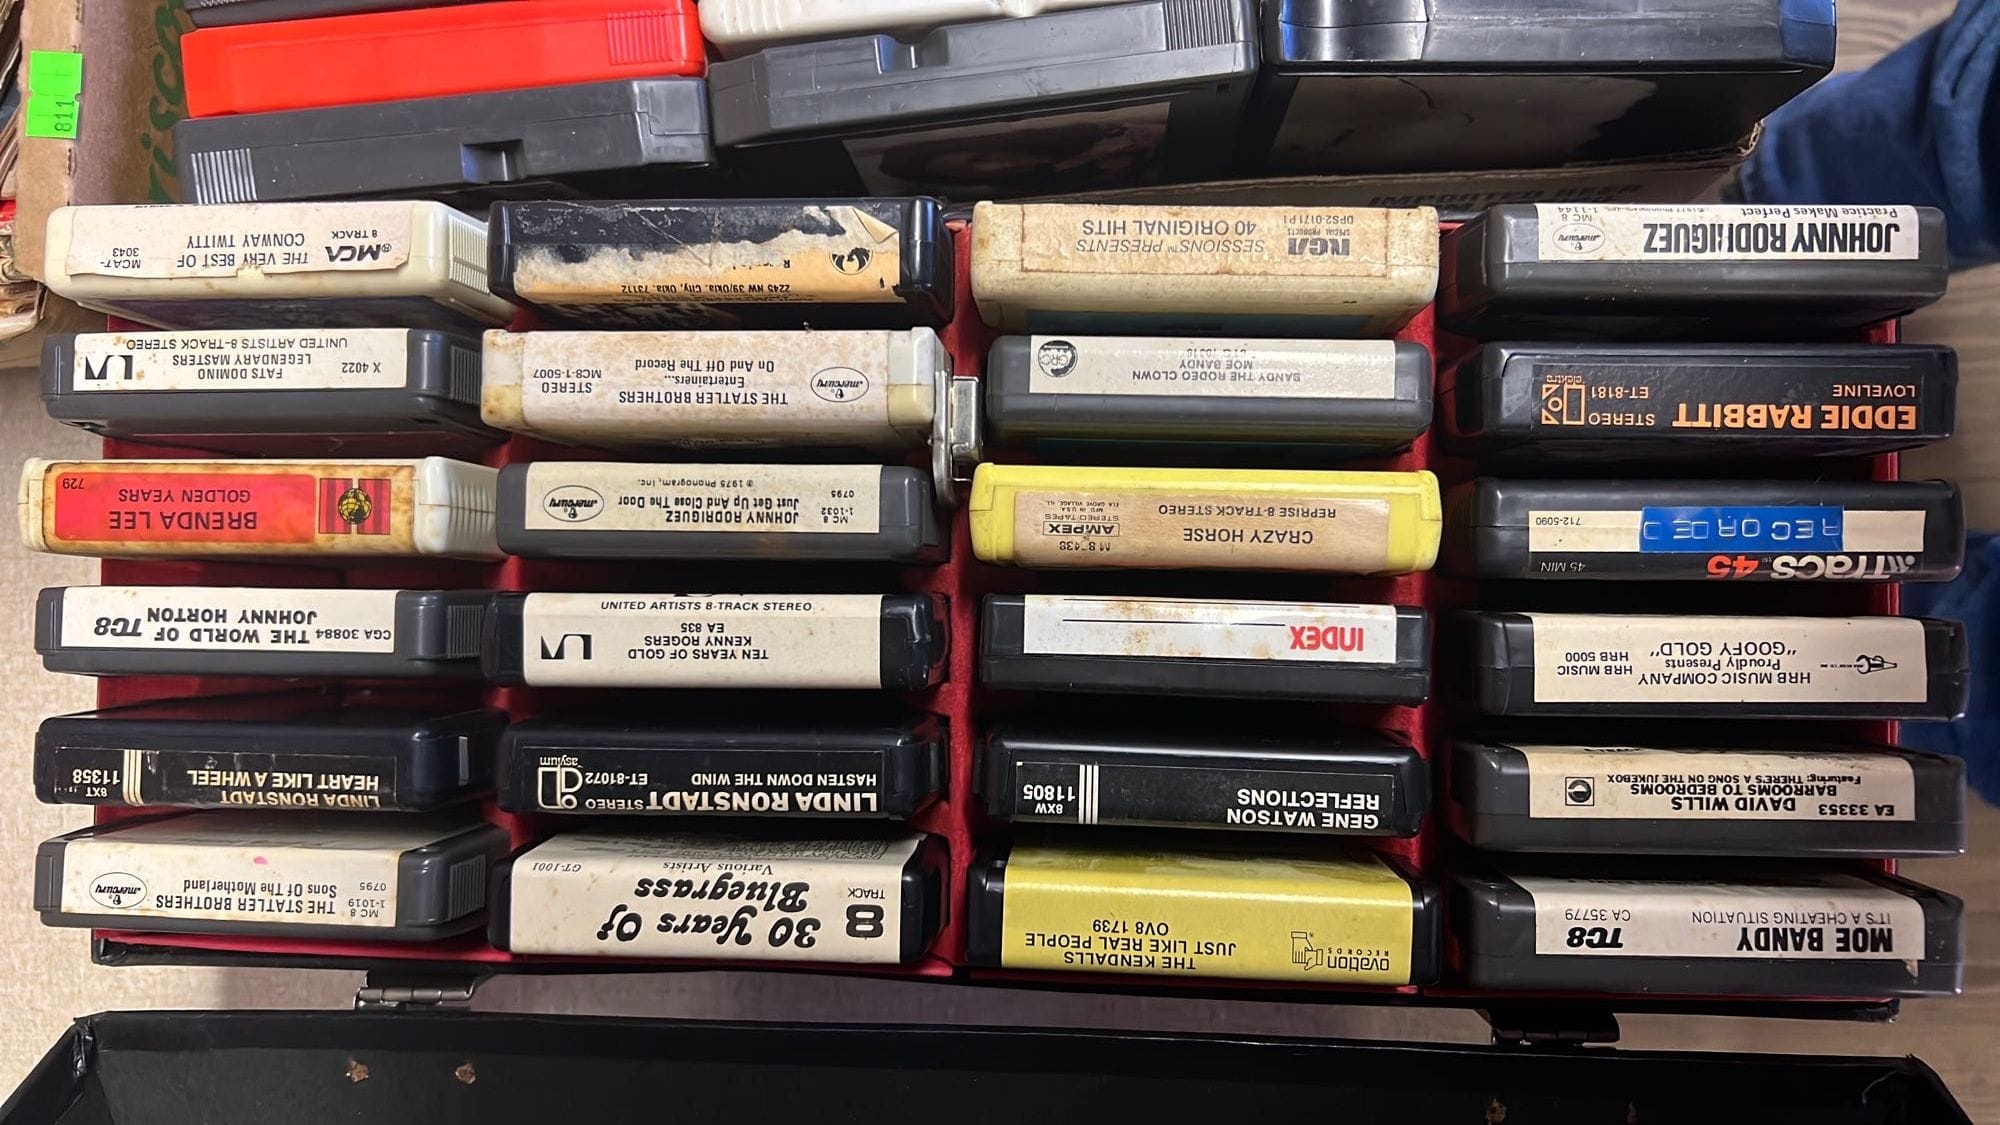 811
MCA
8 TRACK
THE VERY BEST OF
CONWAY TWITTY
MCAT-
3043
2245 NW 39/Okla. City, Okla. 73112
RCA
SPECIAL PRODUCTS
SESSIONS™ PRESENTS
40 ORIGINAL HITS
DPS2-0171 P1
JOHNNY RODRIGUEZ
Practice Makes Perfect
mercury
MC 8
1-1144
UNITED ARTISTS 8-TRACK STEREO
LEGENDARY MASTERS
FATS DOMINO
X 4022
UA
mercury
THE STATLER BROTHERS
Entertainers...
On And Off The Record
STEREO
MC8-1-5007
GRC
BANDY THE RODEO CLOWN
MOE BANDY
EDDIE RABBITT
LOVELINE
STEREO
ET-8181
elektra
BRENDA LEE
GOLDEN YEARS
729
MC 8
1-1032
0795
JOHNNY RODRIGUEZ
Just Get Up And Close The Door
℗ 1975 Phonogram, Inc.
mercury
CRAZY HORSE
REPRISE 8-TRACK STEREO
AMPEX
STEREO TAPES
MF'D IN U.S.A.
ELK GROVE VILLAGE, ILL.
Tracs 45
45 MIN
RECORDED
712-5090
CGA 30884
THE WORLD OF
JOHNNY HORTON
TC8
TEN YEARS OF GOLD
KENNY ROGERS
EA 835
UNITED ARTISTS 8-TRACK STEREO
UA
INDEX
HRB MUSIC COMPANY
Proudly Presents
"GOOFY GOLD"
HRB MUSIC HRB 5000
LINDA RONSTADT
HEART LIKE A WHEEL
8XT
11358
LINDA RONSTADT
HASTEN DOWN THE WIND
STEREO
ET-81072
asylum
GENE WATSON
REFLECTIONS
8XW
11805
EA 33353
DAVID WILLS
BARROOMS TO BEDROOMS
Featuring: THERE'S A SONG ON THE JUKEBOX
MC 8
1-1019
0795
THE STATLER BROTHERS
Sons Of The Motherland
mercury
8
TRACK
30 Years Of
Bluegrass
Various Artists
GT-1001
ovation
RECORDS
THE KENDALLS
JUST LIKE REAL PEOPLE
OV8 1739
MOE BANDY
IT'S A CHEATING SITUATION
TC8
CA 35779